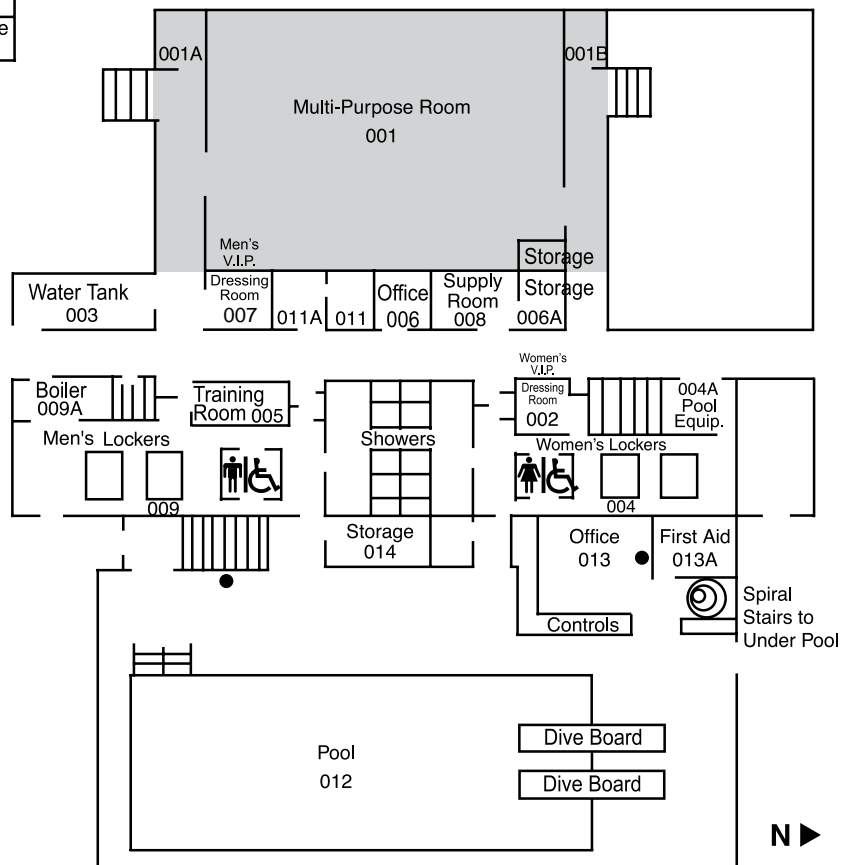 e
001A
001B
Multi-Purpose Room
001
Men's
V.I.P.
Dressing
Room
007
011A
011
Office
006
Supply
Room
008
Storage
Storage
006A
Water Tank
003
Boiler
009A
Training
Room 005
Men's Lockers
009
Showers
Women's
V.I.P.
Dressing
Room
002
004A
Pool
Equip.
Women's Lockers
004
Storage
014
Office
013
First Aid
013A
Controls
Spiral
Stairs to
Under Pool
Pool
012
Dive Board
Dive Board
N